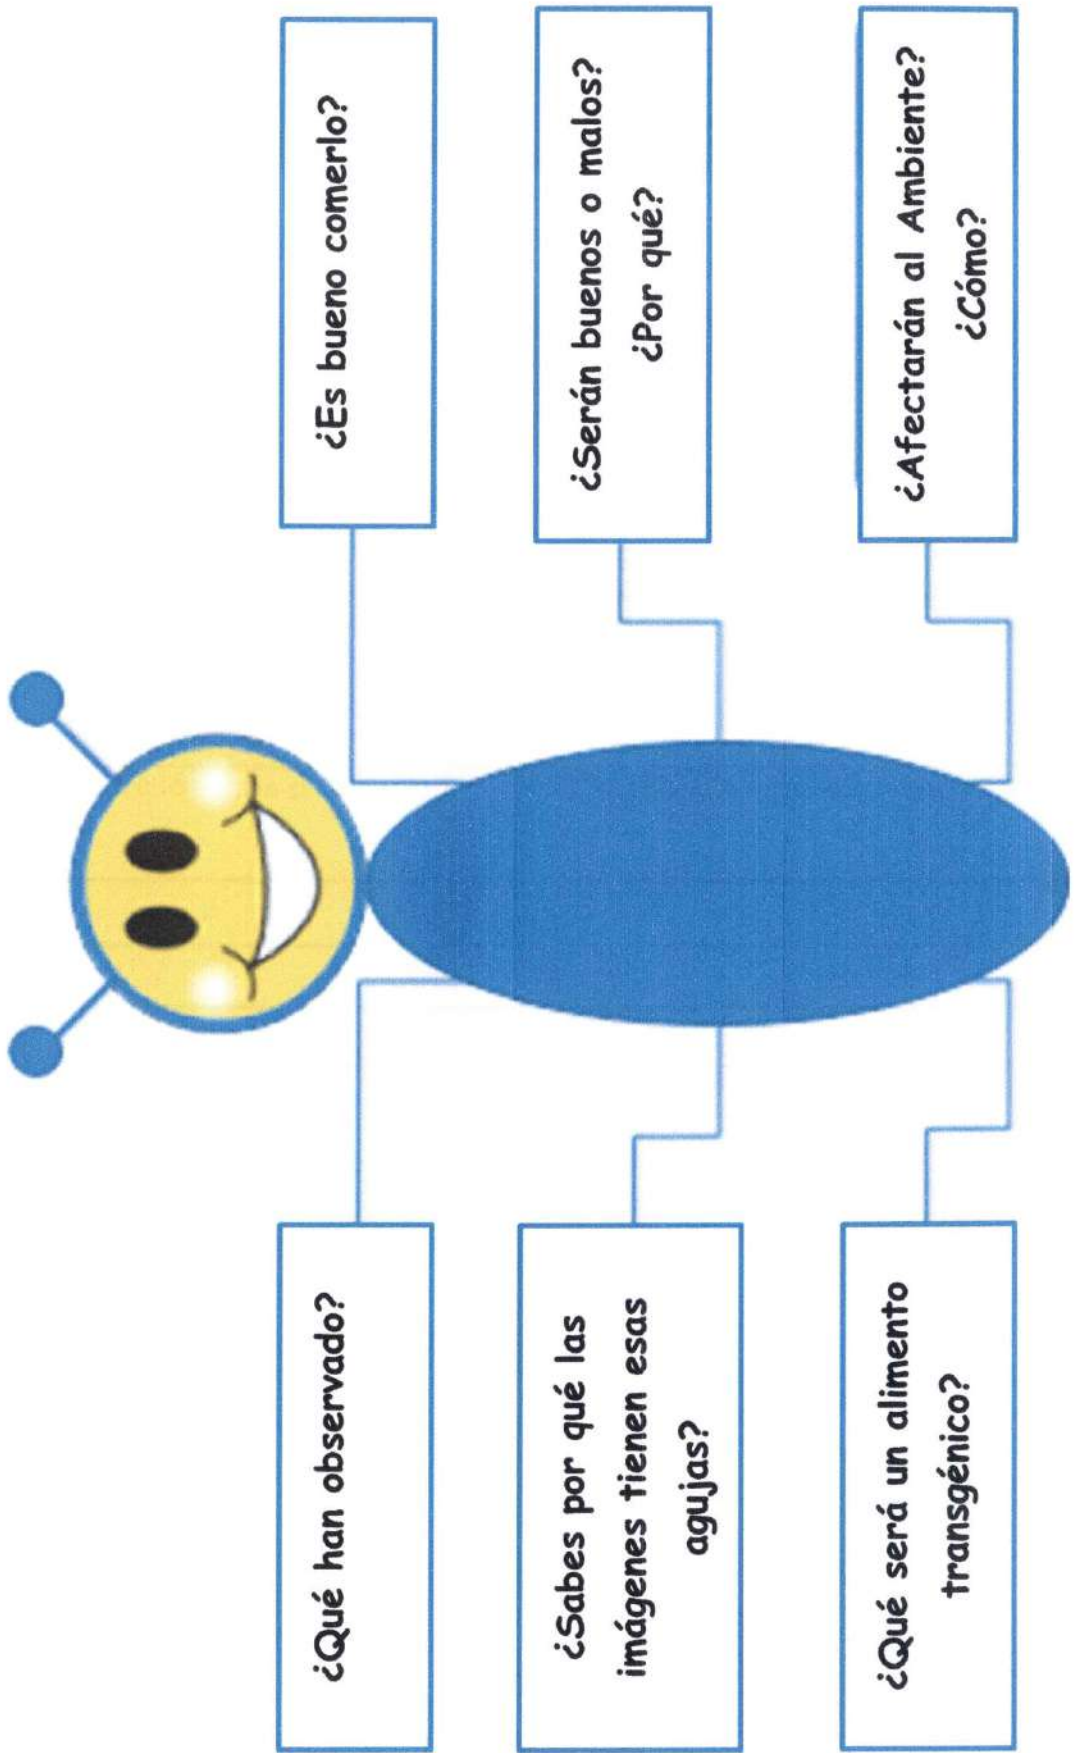 ¿Qué han observado?
¿Sabes por qué las
imágenes tienen esas
agujas?
¿Qué será un alimento
transgénico?
¿Es bueno comerlo?
¿Serán buenos o malos?
¿Por qué?
¿Afectarán al Ambiente?
¿Cómo?